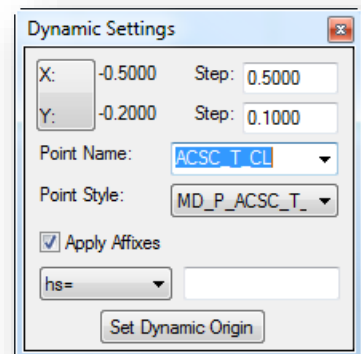 Dynamic Settings
X: -0.5000 Step: 0.5000
Y: -0.2000 Step: 0.1000
Point Name: ACSC_T_CL
Point Style: MD_P_ACSC_T_
Apply Affixes
hs=
Set Dynamic Origin